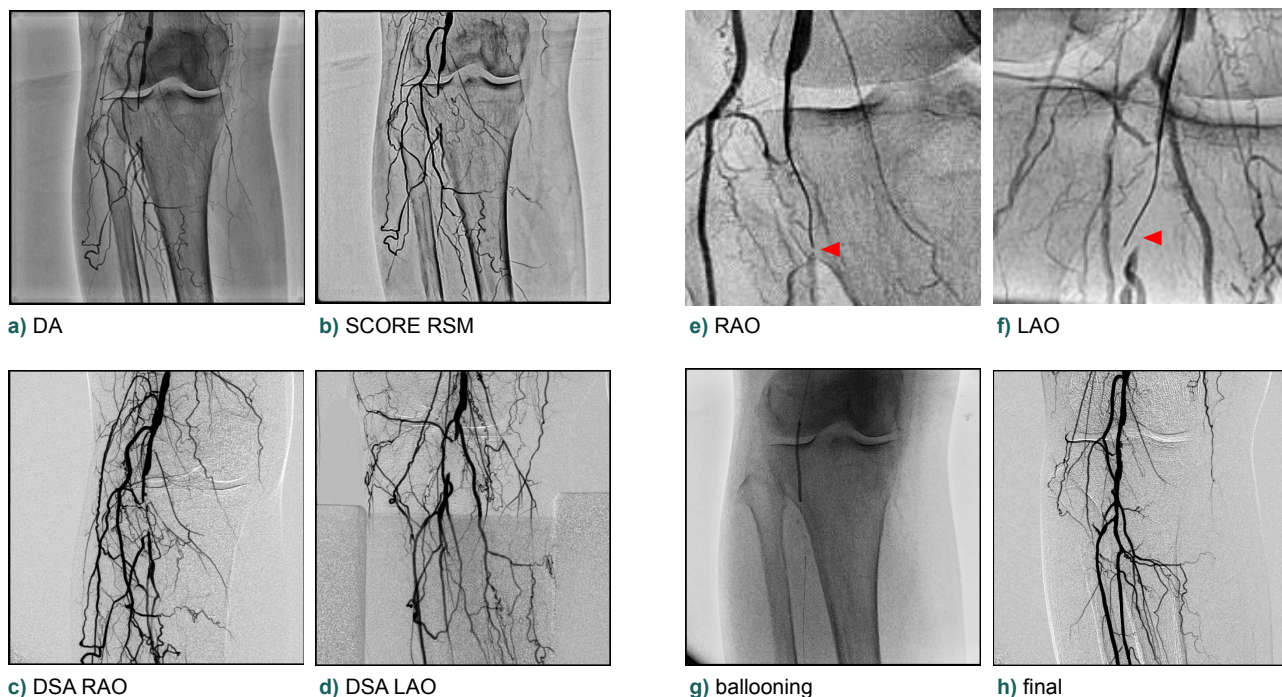 a) DA
b) SCORE RSM
e) RAO
f) LAO
c) DSA RAO
d) DSA LAO
g) ballooning
h) final